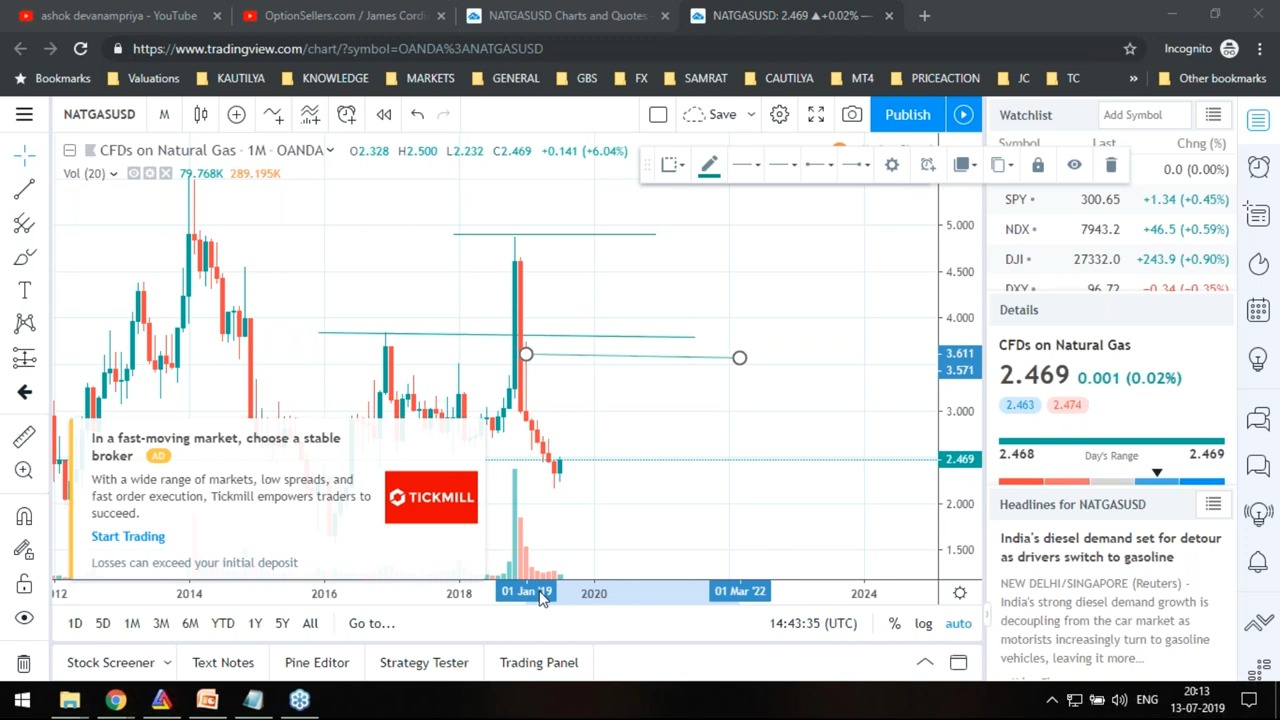 ashok devanampriya - YouTube
OptionSellers.com / James Cordi
NATGASUSD Charts and Quotes -
NATGASUSD: 2.469 ▲+0.02% —
https://www.tradingview.com/chart/?symbol=OANDA%3ANATGASUSD
Incognito
Bookmarks
Valuations
KAUTILYA
KNOWLEDGE
MARKETS
GENERAL
GBS
FX
SAMRAT
CAUTILYA
MT4
PRICEACTION
JC
TC
»
Other bookmarks
NATGASUSD
M
Save
Publish
Watchlist
Add Symbol
CFDs on Natural Gas - 1M - OANDA
O2.328 H2.500 L2.232 C2.469 +0.141 (+6.04%)
Vol (20)
79.768K 289.195K
Symbol
Last
Chng (%)
0.0 (0.00%)
SPY 300.65 +1.34 (+0.45%)
NDX 7943.2 +46.5 (+0.59%)
DJI 27332.0 +243.9 (+0.90%)
DXY 96.72 −0.34 (−0.35%)
5.000
4.500
4.000
3.611
3.571
3.000
2.469
2.000
1.500
Details
CFDs on Natural Gas
2.469 0.001 (0.02%)
2.463 2.474
2.468 Day's Range 2.469
Headlines for NATGASUSD
India's diesel demand set for detour
as drivers switch to gasoline
NEW DELHI/SINGAPORE (Reuters) -
India's strong diesel demand growth is
decoupling from the car market as
motorists increasingly turn to gasoline
vehicles, leaving it more...
In a fast-moving market, choose a stable
broker AD
With a wide range of markets, low spreads, and
fast order execution, Tickmill empowers traders to
succeed.
TICKMILL
Start Trading
Losses can exceed your initial deposit
012 2014 2016 2018 01 Jan '19 2020 01 Mar '22 2024
1D 5D 1M 3M 6M YTD 1Y 5Y All Go to...
14:43:35 (UTC) % log auto
Stock Screener Text Notes Pine Editor Strategy Tester Trading Panel
ENG
20:13
13-07-2019